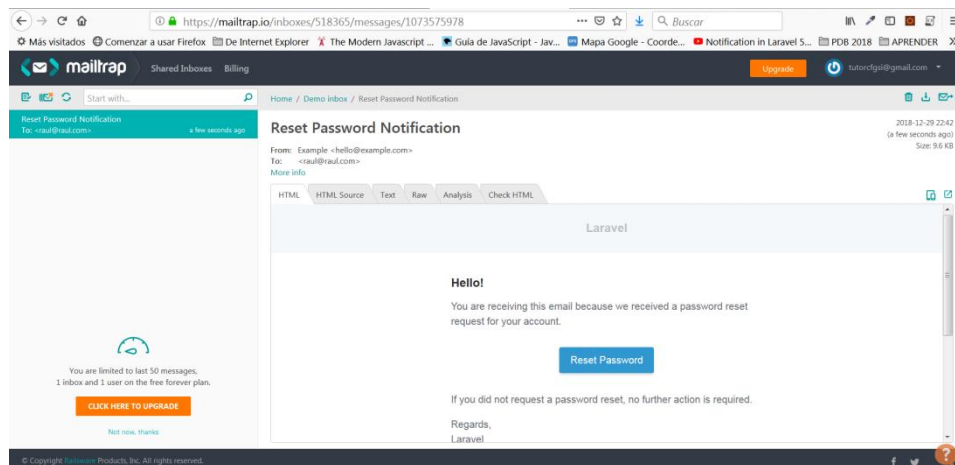 https://mailtrap.io/inboxes/518365/messages/1073575978
Buscar
Más visitados Comenzar a usar Firefox De Internet Explorer The Modern Javascript ... Guía de JavaScript - Jav... Mapa Google - Coorde... Notification in Laravel 5... PDB 2018 APRENDER
mailtrap Shared Inboxes Billing Upgrade tutorcfgsi@gmail.com
Start with... Home / Demo inbox / Reset Password Notification
Reset Password Notification
To: <raul@raul.com> a few seconds ago
Reset Password Notification
2018-12-29 22:42
(a few seconds ago)
Size: 9.6 KB
From: Example <hello@example.com>
To: <raul@raul.com>
More info
HTML HTML Source Text Raw Analysis Check HTML
Laravel
Hello!
You are receiving this email because we received a password reset
request for your account.
Reset Password
If you did not request a password reset, no further action is required.
Regards,
Laravel
You are limited to last 50 messages,
1 inbox and 1 user on the free forever plan.
CLICK HERE TO UPGRADE
Not now, thanks
© Copyright Railsware Products, Inc. All rights reserved.
?